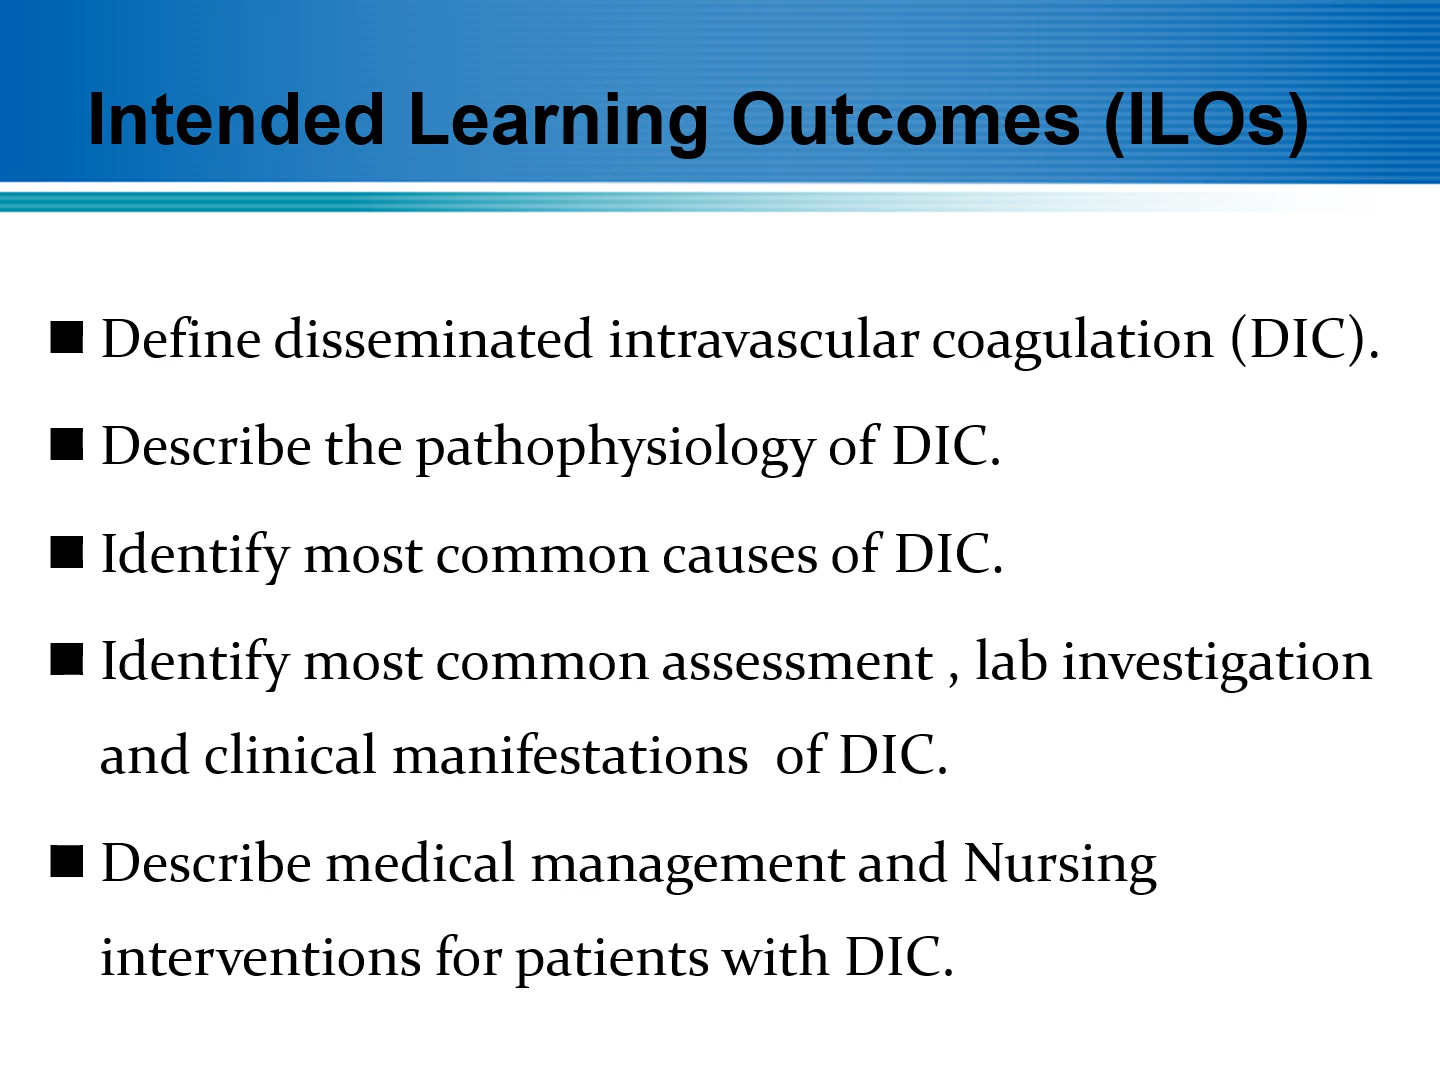 Intended Learning Outcomes (ILOs)
■ Define disseminated intravascular coagulation (DIC).
■ Describe the pathophysiology of DIC.
■ Identify most common causes of DIC.
■ Identify most common assessment , lab investigation
and clinical manifestations  of DIC.
■ Describe medical management and Nursing
interventions for patients with DIC.